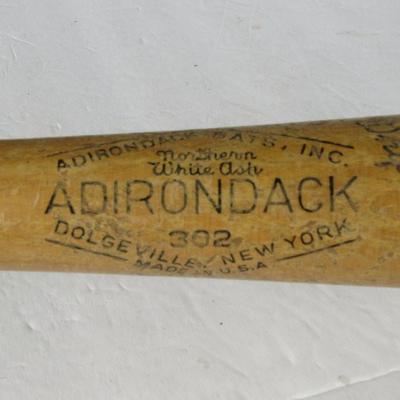 ADIRONDACK BATS, INC.
Northern
White Ash
ADIRONDACK
302
DOLGEVILLE, NEW YORK
MADE IN U.S.A